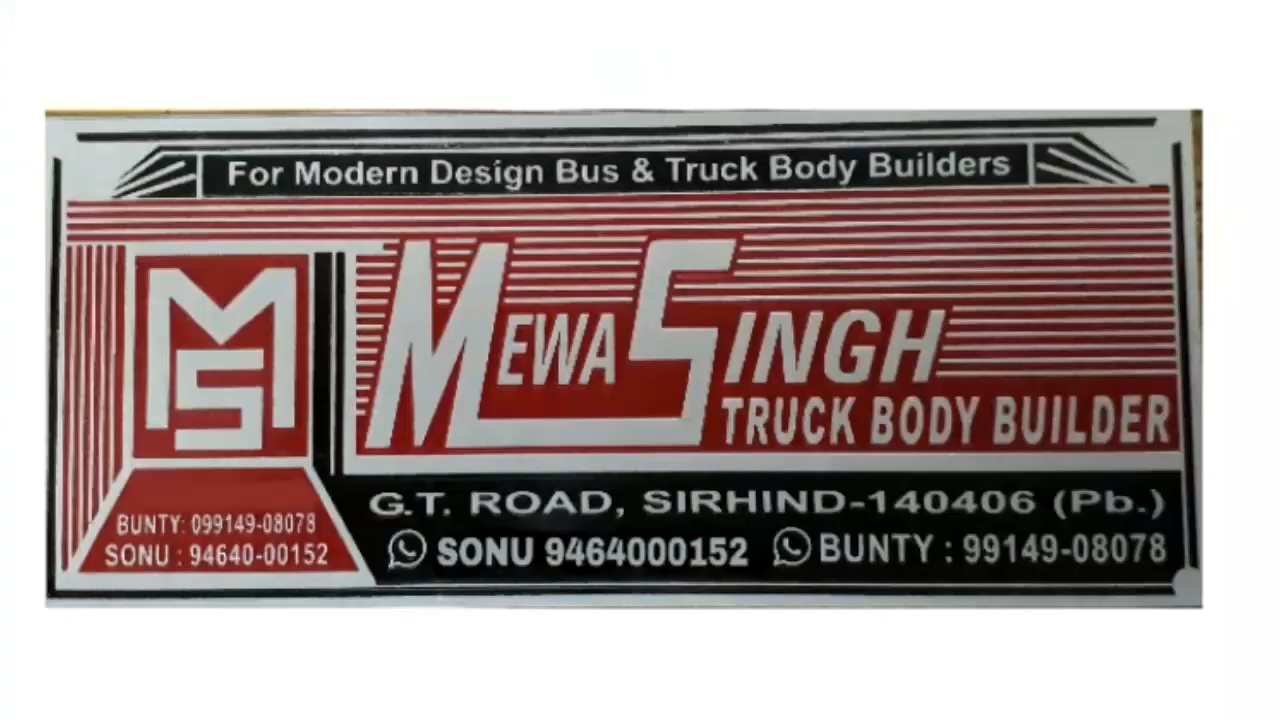 For Modern Design Bus & Truck Body Builders
MS
MEWA SINGH
TRUCK BODY BUILDER
BUNTY: 099149-08078
SONU : 94640-00152
G.T. ROAD, SIRHIND-140406 (Pb.)
SONU 9464000152 BUNTY : 99149-08078